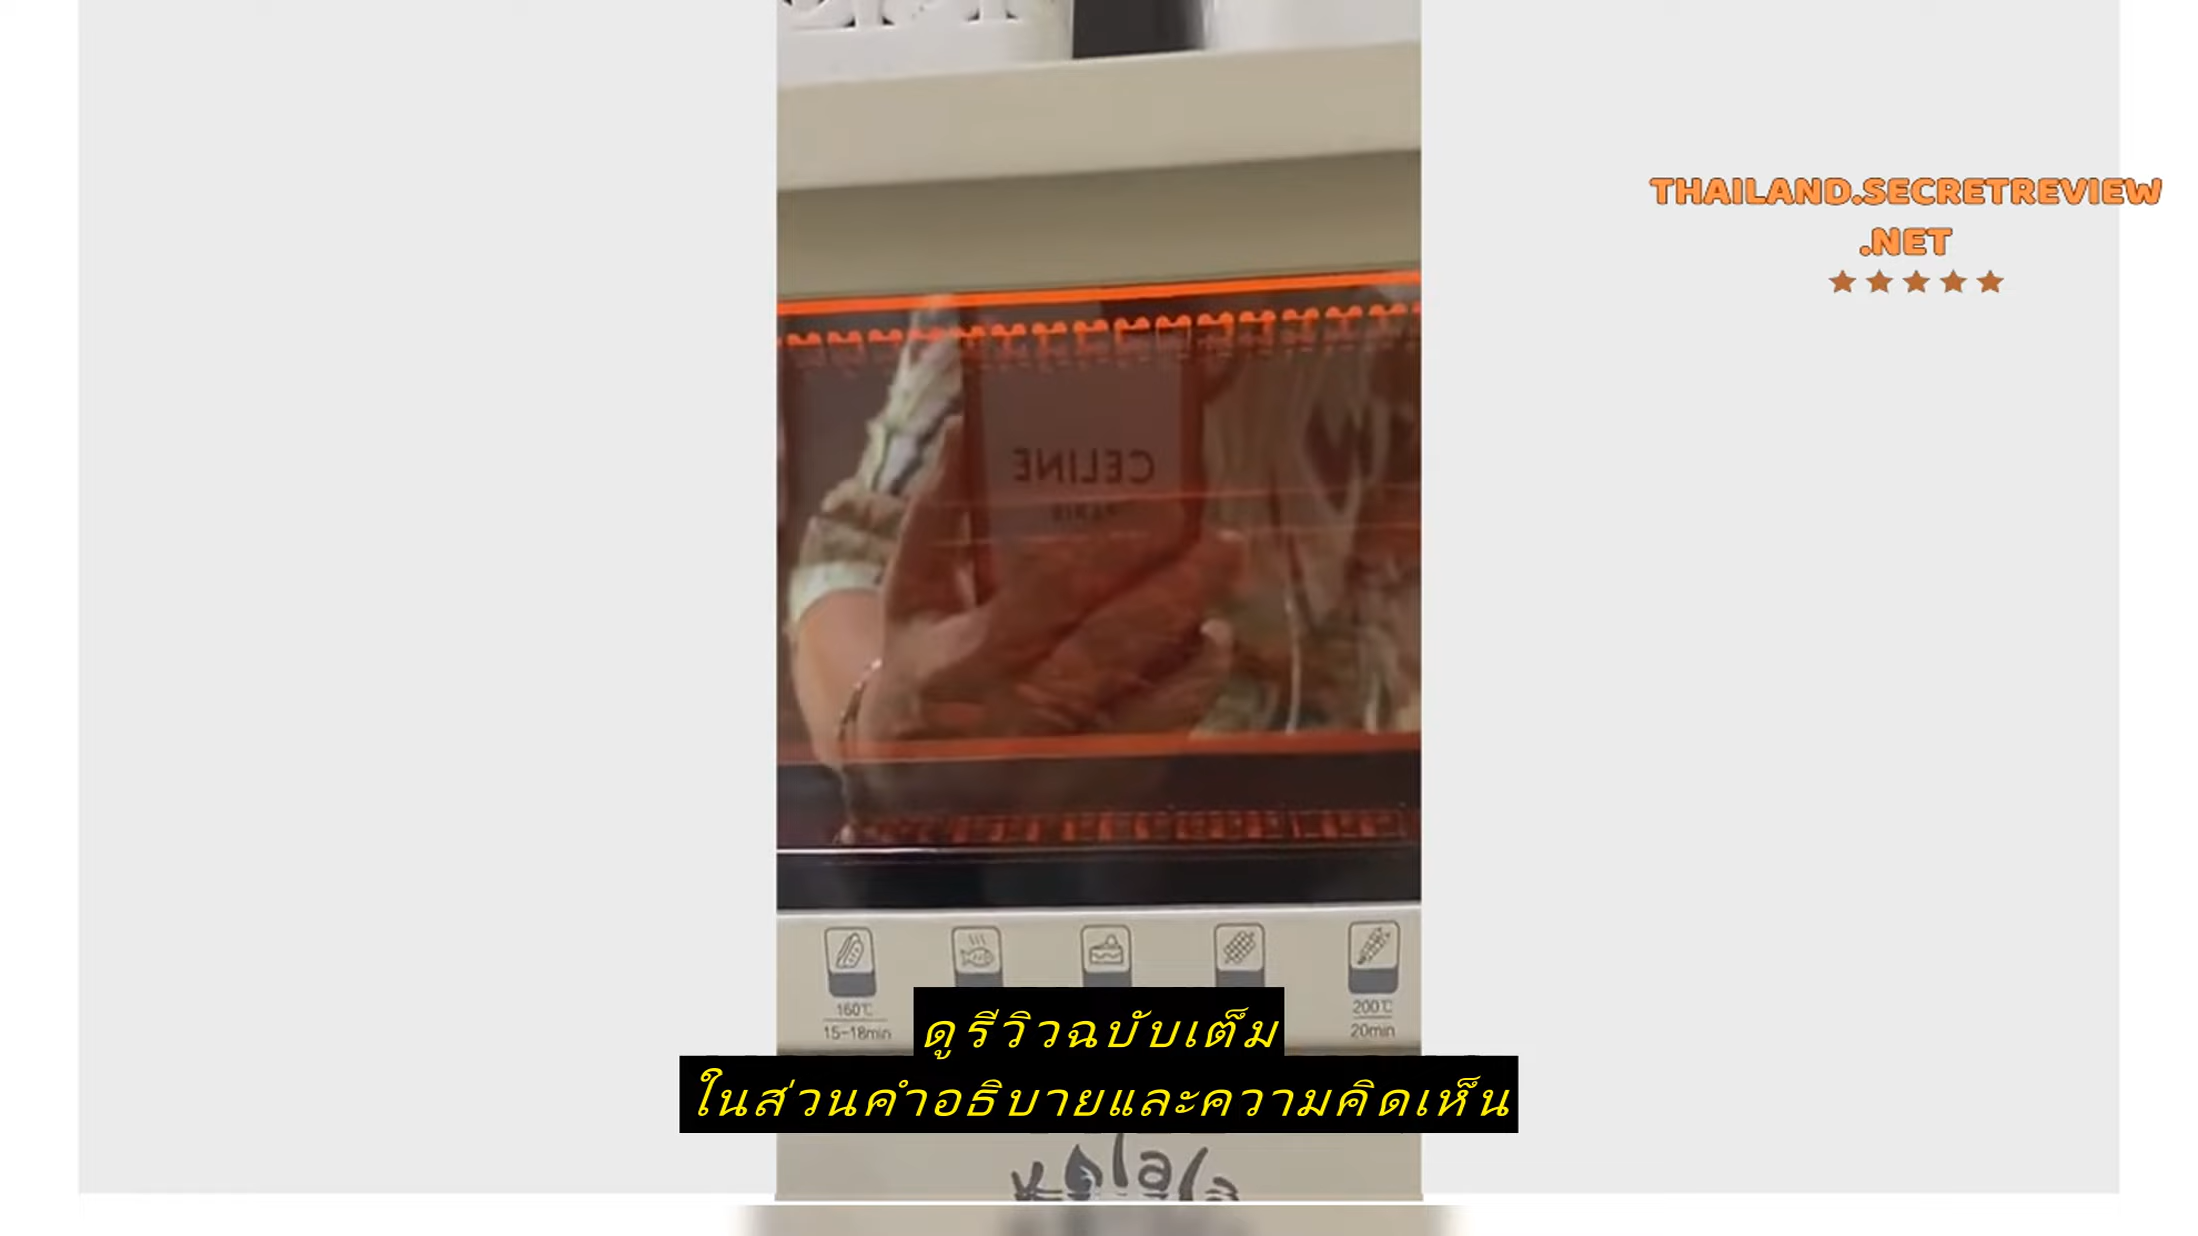 THAILAND.SECRETREVIEW
.NET
CELINE
160℃
15-18min
200℃
20min
ดูรีวิวฉบับเต็ม
ในส่วนคำอธิบายและความคิดเห็น